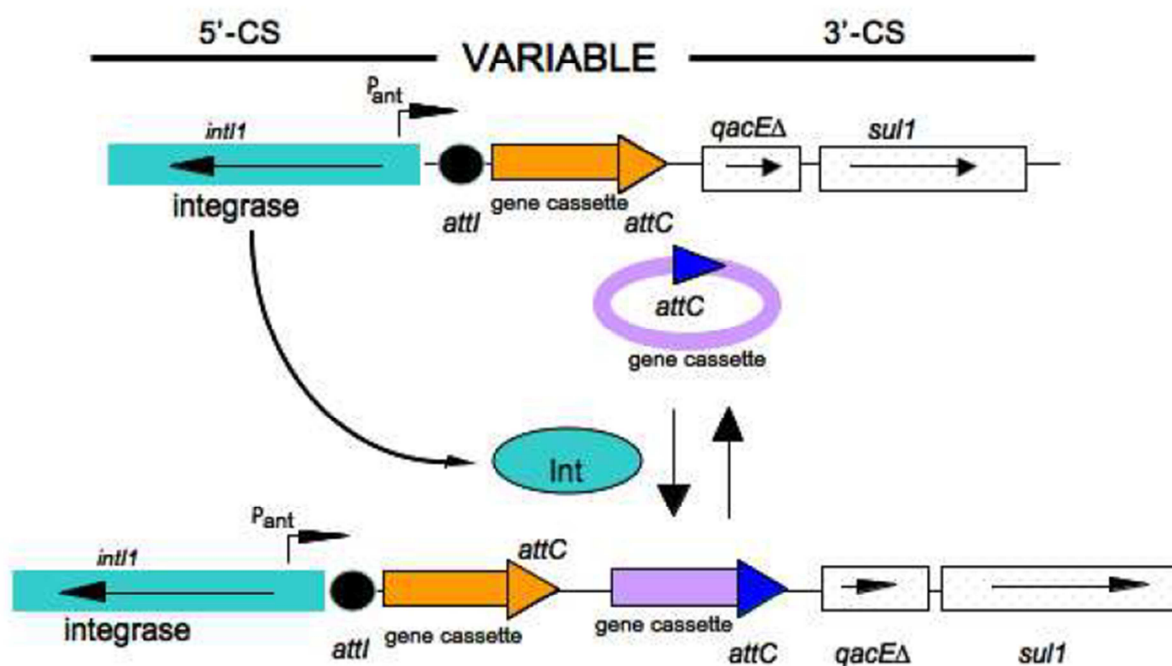 5'-CS VARIABLE 3'-CS
Pant
intI1
qacEΔ sul1
integrase
attI
gene cassette
attC
attC
gene cassette
Int
Pant
intI1
attC
integrase
attI
gene cassette
gene cassette
attC
qacEΔ
sul1